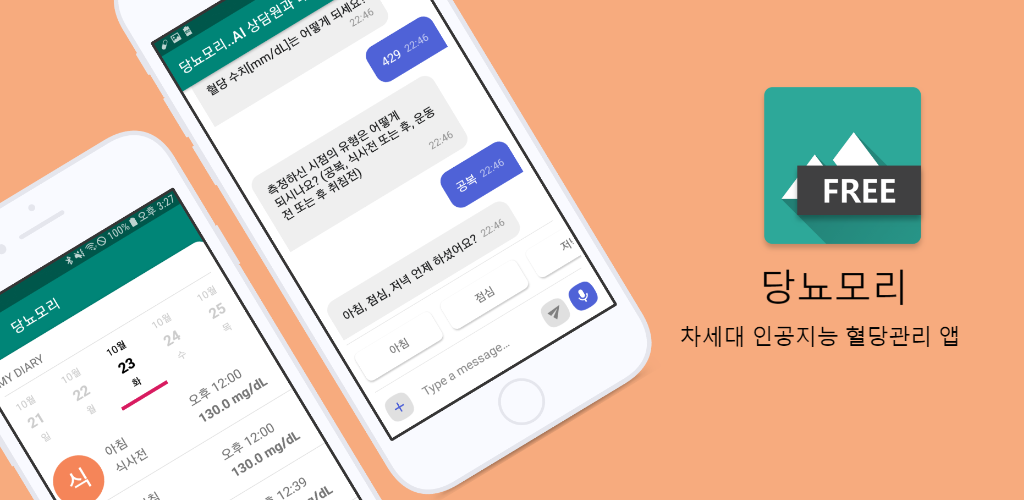 당뇨모리..AI 상담원과
혈당 수치[mm/dL]는 어떻게 되세요?
22:46
429 22:46
측정하신 시점의 유형은 어떻게
되시나요? (공복, 식사전 또는 후, 운동
전 또는 후 취침전)
22:46
공복 22:46
아침, 점심, 저녁 언제 하셨어요? 22:46
아침
점심
Type a message...
100% 오후 3:27
당뇨모리
MY DIARY
10월 10월 10월 10월 10월
21 22 23 24 25
일 월 화 수 목
식
아침
식사전
오후 12:00
130.0 mg/dL
아침
오후 12:00
130.0 mg/dL
오후 12:39
mg/dL
FREE
당뇨모리
차세대 인공지능 혈당관리 앱